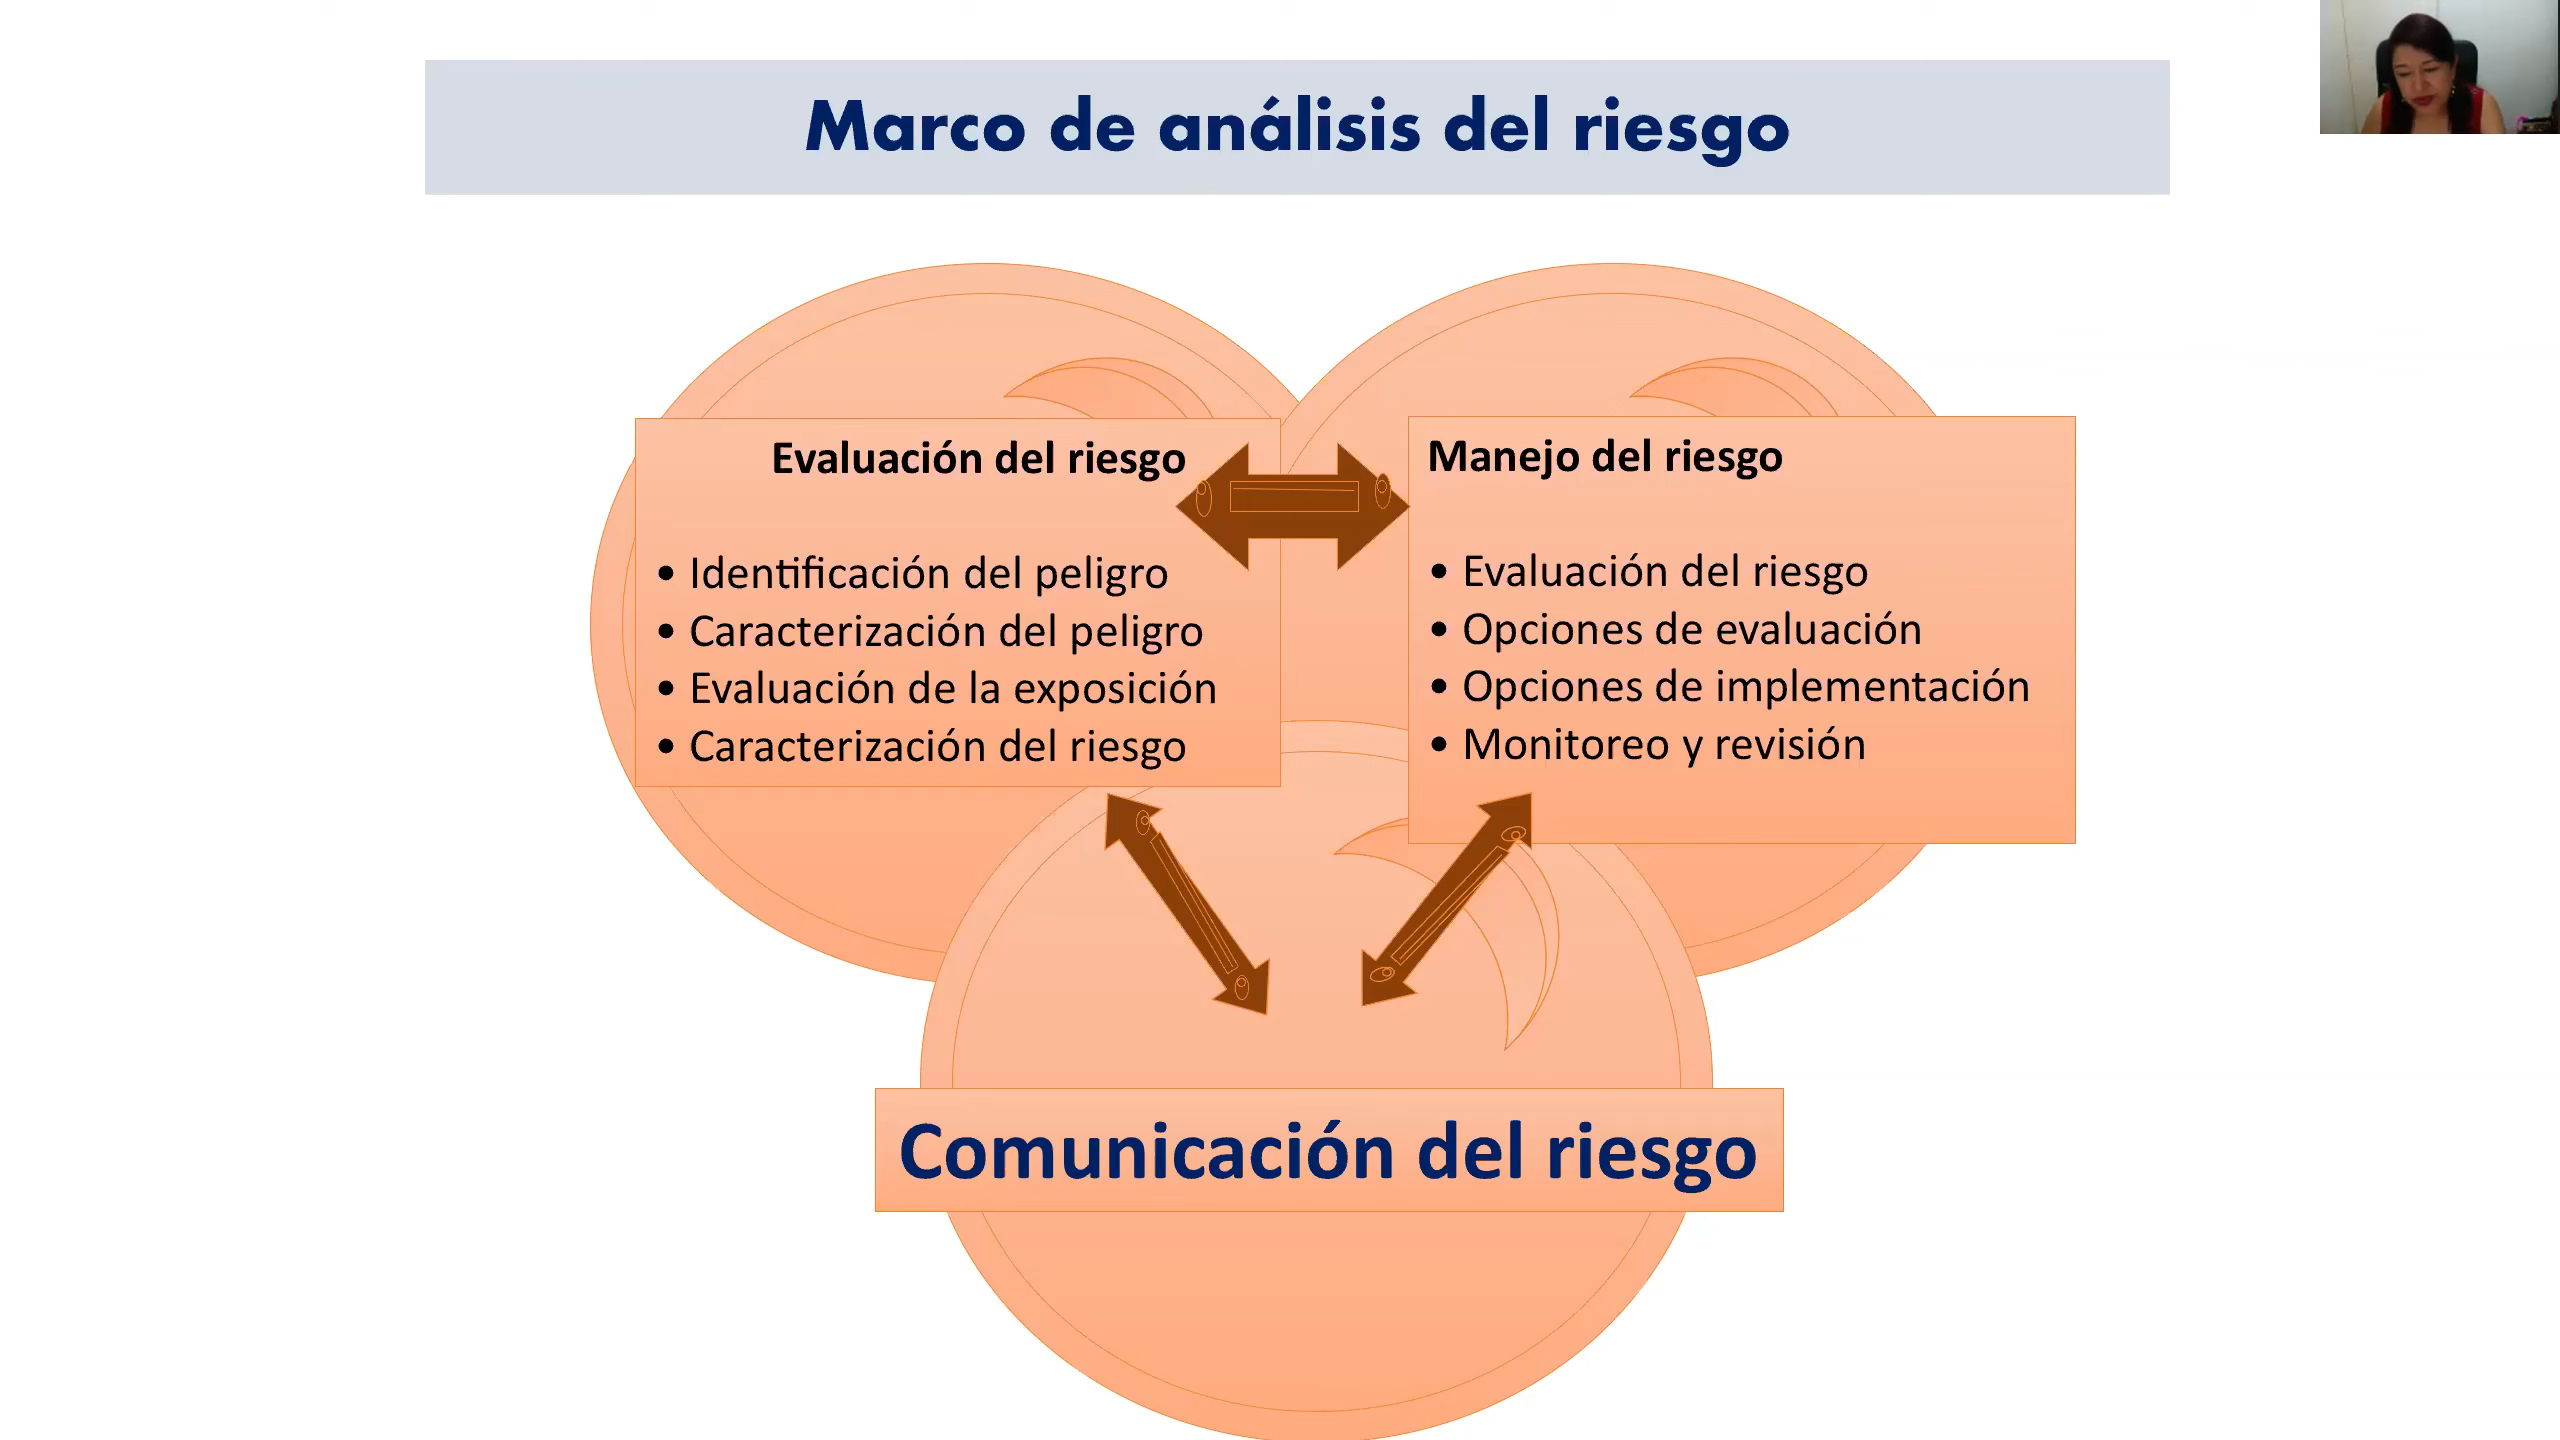 Marco de análisis del riesgo
Evaluación del riesgo
• Identificación del peligro
• Caracterización del peligro
• Evaluación de la exposición
• Caracterización del riesgo
Manejo del riesgo
• Evaluación del riesgo
• Opciones de evaluación
• Opciones de implementación
• Monitoreo y revisión
Comunicación del riesgo